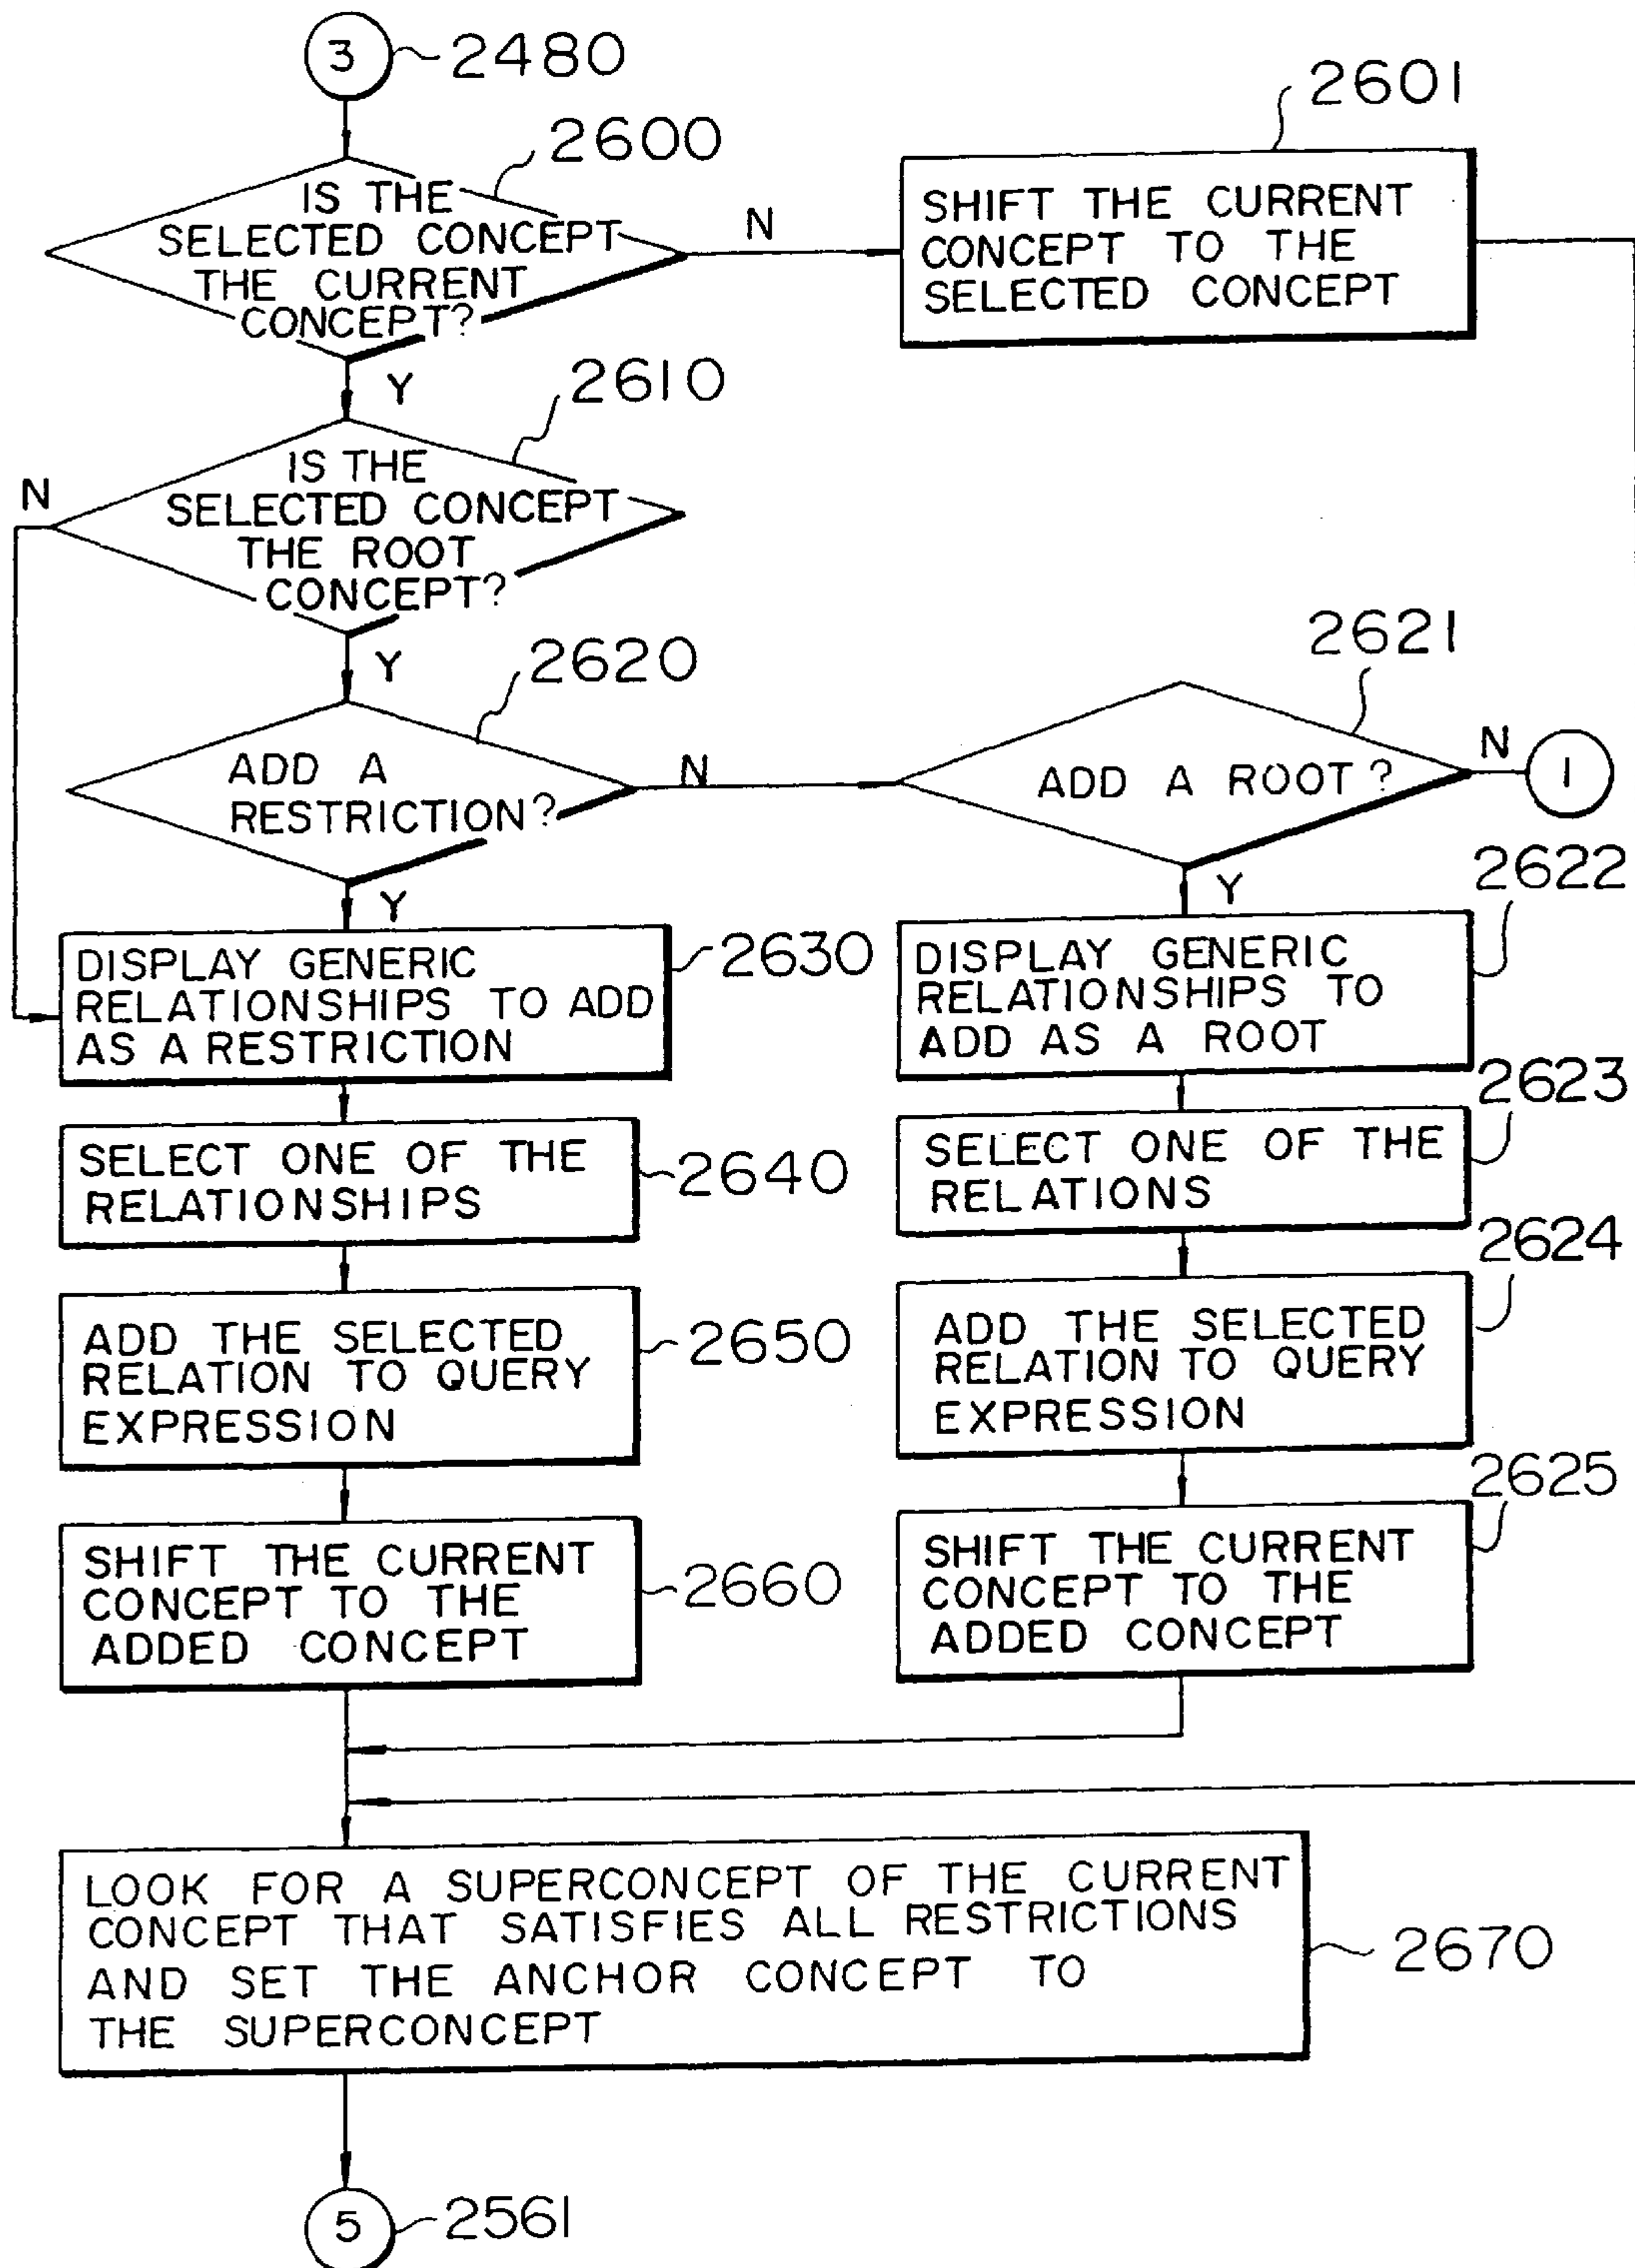 3
2480
2600
IS THE
SELECTED CONCEPT
THE CURRENT
CONCEPT?
N
2601
SHIFT THE CURRENT
CONCEPT TO THE
SELECTED CONCEPT
Y
2610
IS THE
SELECTED CONCEPT
THE ROOT
CONCEPT?
N
Y
2620
ADD A
RESTRICTION?
N
2621
ADD A ROOT?
N
1
Y
Y
DISPLAY GENERIC
RELATIONSHIPS TO ADD
AS A RESTRICTION
2630
2622
DISPLAY GENERIC
RELATIONSHIPS TO
ADD AS A ROOT
SELECT ONE OF THE
RELATIONSHIPS
2640
2623
SELECT ONE OF THE
RELATIONS
ADD THE SELECTED
RELATION TO QUERY
EXPRESSION
2650
2624
ADD THE SELECTED
RELATION TO QUERY
EXPRESSION
SHIFT THE CURRENT
CONCEPT TO THE
ADDED CONCEPT
2660
2625
SHIFT THE CURRENT
CONCEPT TO THE
ADDED CONCEPT
LOOK FOR A SUPERCONCEPT OF THE CURRENT
CONCEPT THAT SATISFIES ALL RESTRICTIONS
AND SET THE ANCHOR CONCEPT TO
THE SUPERCONCEPT
2670
5
2561